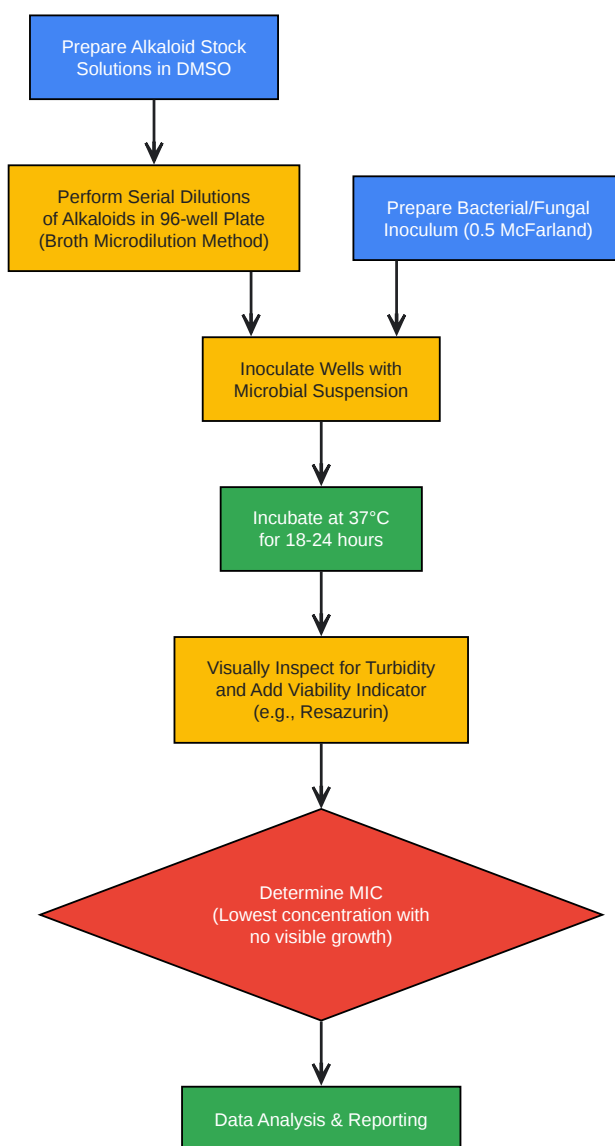 Prepare Alkaloid Stock
Solutions in DMSO
Perform Serial Dilutions
of Alkaloids in 96-well Plate
(Broth Microdilution Method)
Prepare Bacterial/Fungal
Inoculum (0.5 McFarland)
Inoculate Wells with
Microbial Suspension
Incubate at 37°C
for 18-24 hours
Visually Inspect for Turbidity
and Add Viability Indicator
(e.g., Resazurin)
Determine MIC
(Lowest concentration with
no visible growth)
Data Analysis & Reporting